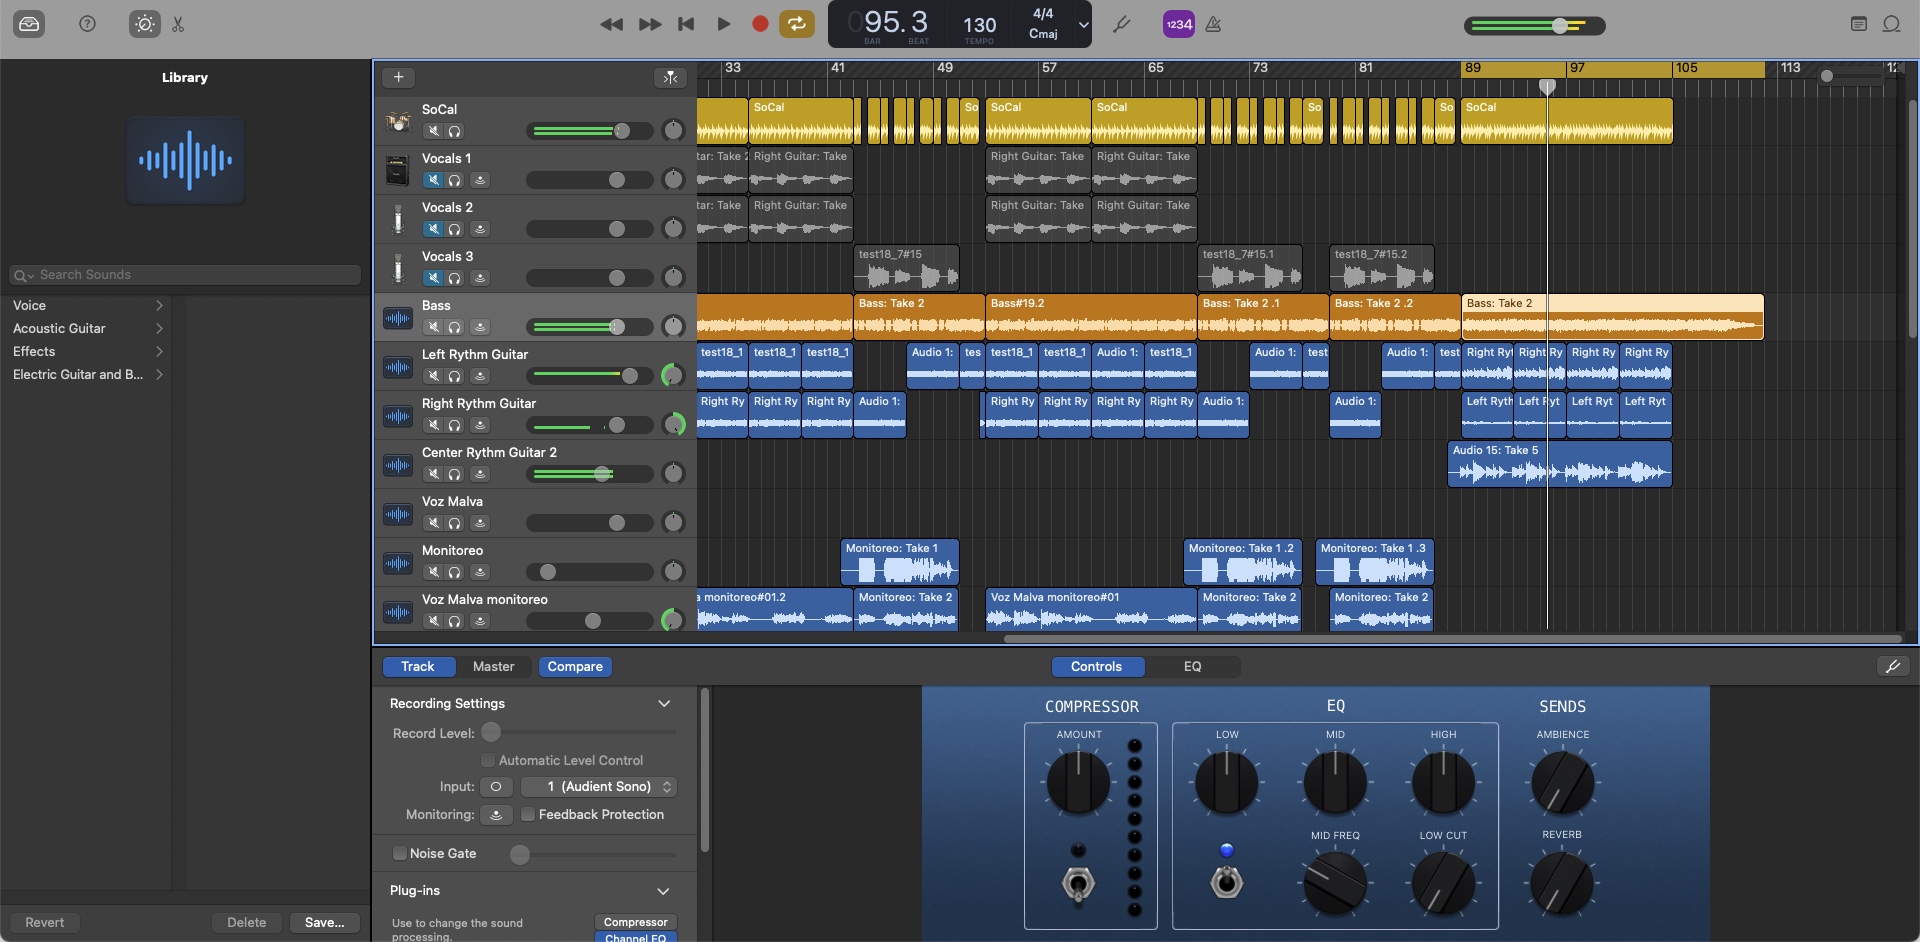 095.3
BAR BEAT
130
TEMPO
4/4
Cmaj
1234
Library
Search Sounds
Voice
Acoustic Guitar
Effects
Electric Guitar and B...
Revert
Delete
Save...
33 41 49 57 65 73 81 89 97 105 113
SoCal
SoCal So SoCal SoCal So So SoCal
Vocals 1
tar: Take 2 Right Guitar: Take Right Guitar: Take Right Guitar: Take
Vocals 2
tar: Take Right Guitar: Take Right Guitar: Take Right Guitar: Take
Vocals 3
test18_7#15 test18_7#15.1 test18_7#15.2
Bass
Bass: Take 2 Bass#19.2 Bass: Take 2 .1 Bass: Take 2 .2 Bass: Take 2
Left Rythm Guitar
test18_1 test18_1 test18_1 Audio 1: tes test18_1 test18_1 Audio 1: test18_1 Audio 1: test Audio 1: test Right Ry Right Ry Right Ry Right Ry
Right Rythm Guitar
Right Ry Right Ry Right Ry Audio 1: Right Ry Right Ry Right Ry Right Ry Audio 1: Audio 1: Left Ryth Left Ryt Left Ryt Left Ryt
Center Rythm Guitar 2
Audio 15: Take 5
Voz Malva
Monitoreo
Monitoreo: Take 1 Monitoreo: Take 1 .2 Monitoreo: Take 1 .3
Voz Malva monitoreo
a monitoreo#01.2 Monitoreo: Take 2 Voz Malva monitoreo#01 Monitoreo: Take 2 Monitoreo: Take 2
Track Master Compare
Controls EQ
Recording Settings
Record Level:
Automatic Level Control
Input: 1 (Audient Sono)
Monitoring: Feedback Protection
Noise Gate
Plug-ins
Use to change the sound
processing.
Compressor
Channel EQ
COMPRESSOR
AMOUNT
EQ
LOW MID HIGH
MID FREQ LOW CUT
SENDS
AMBIENCE
REVERB